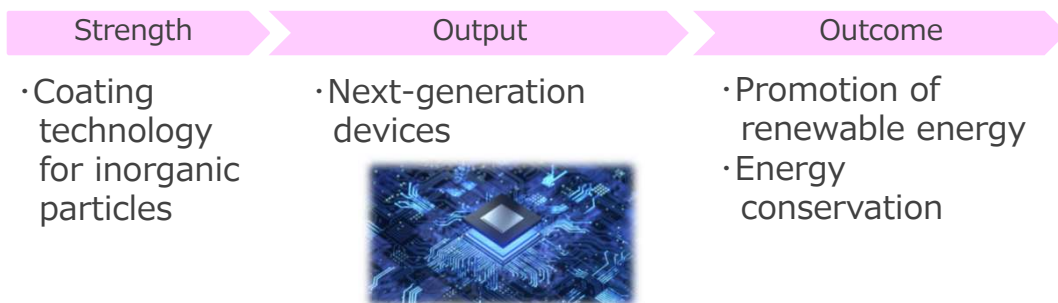 Strength
Output
Outcome
・Coating
technology
for inorganic
particles
・Next-generation
devices
・Promotion of
renewable energy
・Energy
conservation